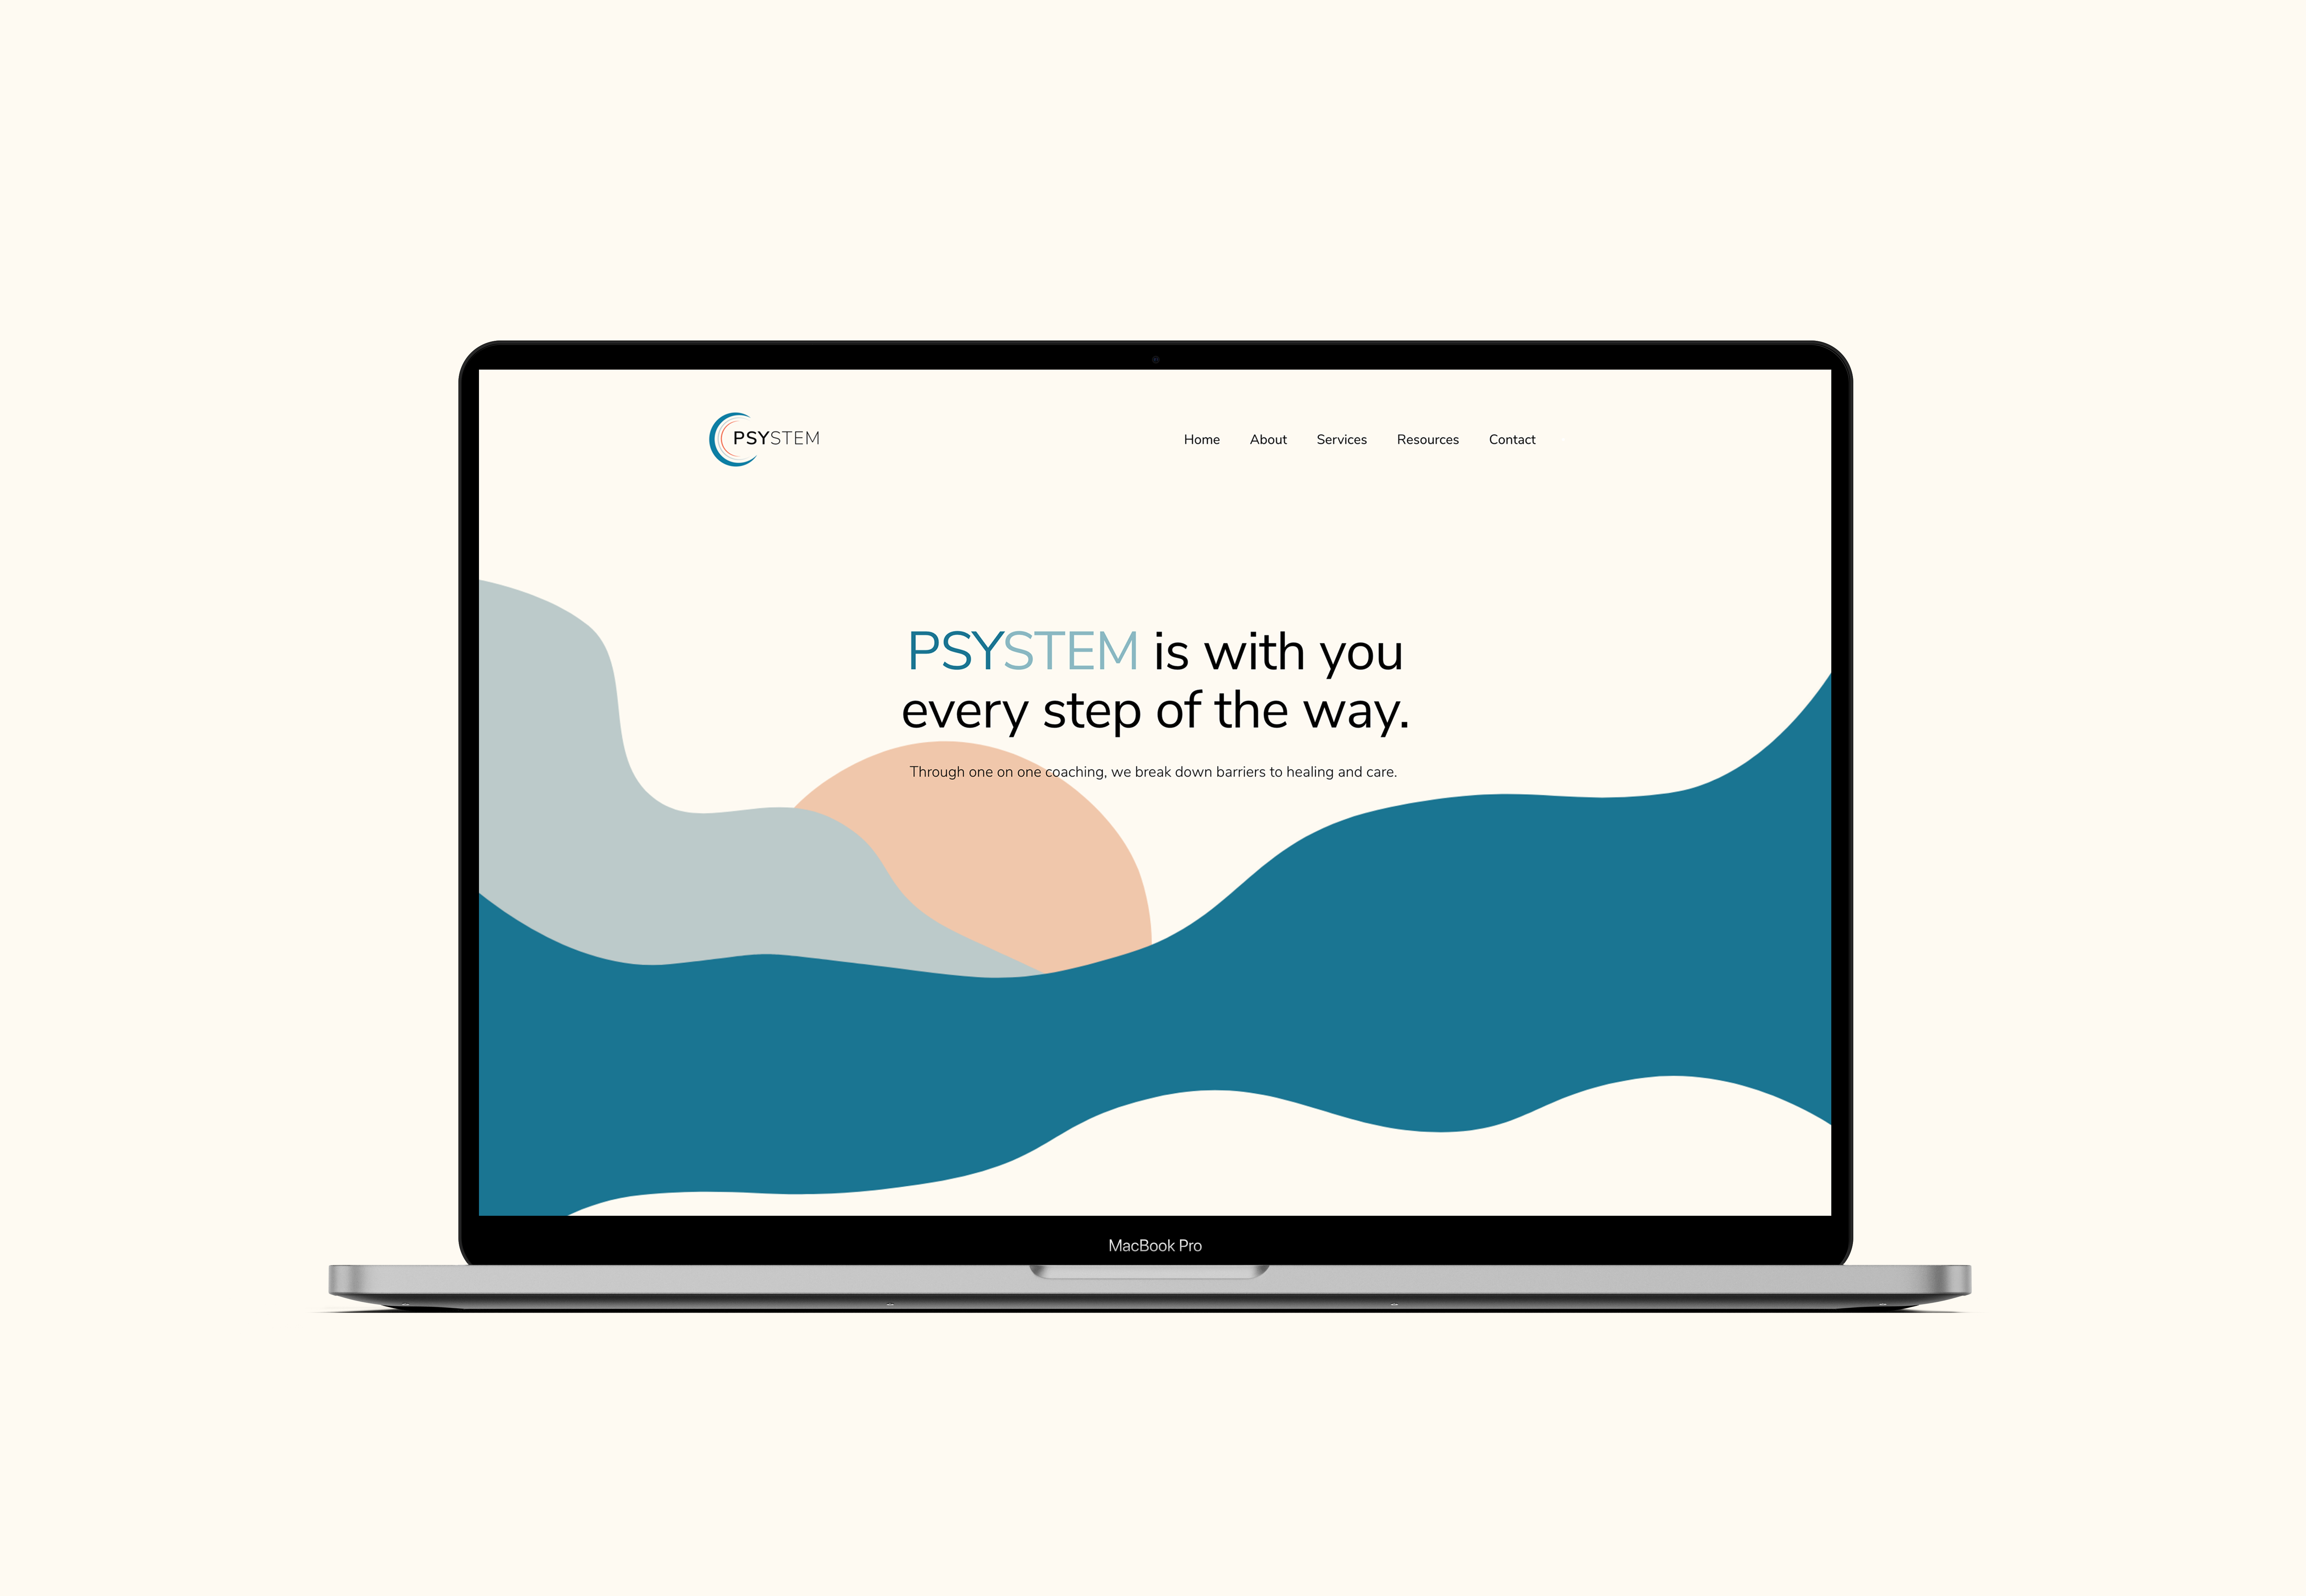 PSYSTEM
Home About Services Resources Contact
PSYSTEM is with you
every step of the way.
Through one on one coaching, we break down barriers to healing and care.
MacBook Pro